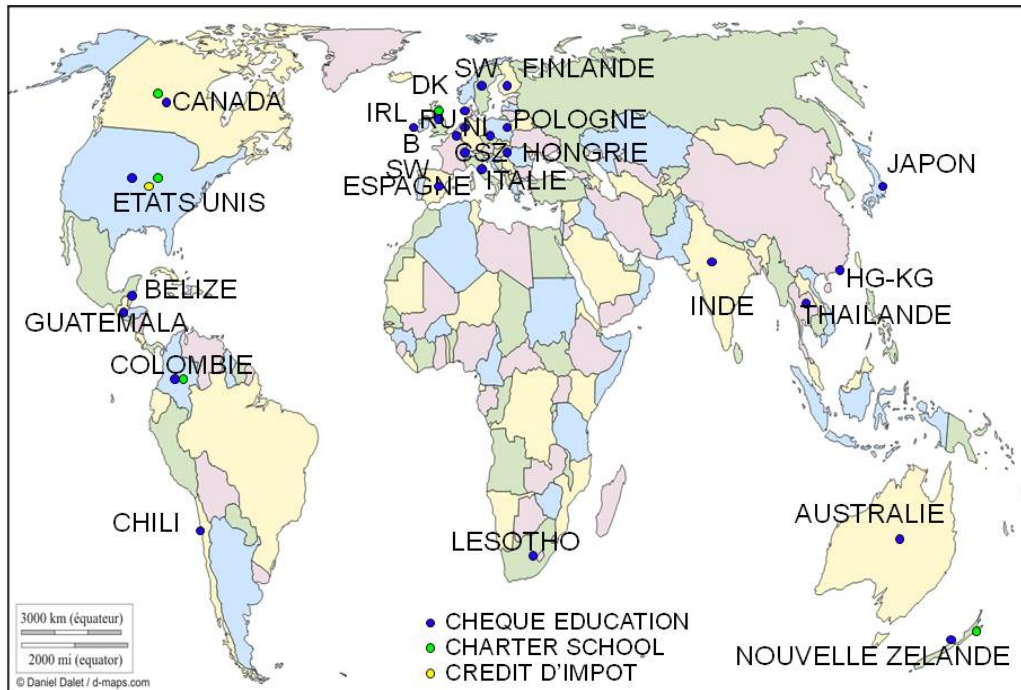 SW FINLANDE
DK
CANADA
IRL RU NL POLOGNE
B
CSZ HONGRIE
SW ITALIE
ESPAGNE
JAPON
ETATS UNIS
HG-KG
BELIZE
INDE
THAILANDE
GUATEMALA
COLOMBIE
CHILI
AUSTRALIE
LESOTHO
3000 km (équateur)
2000 mi (equator)
CHEQUE EDUCATION
CHARTER SCHOOL
CREDIT D'IMPOT
NOUVELLE ZELANDE
© Daniel Dalet / d-maps.com